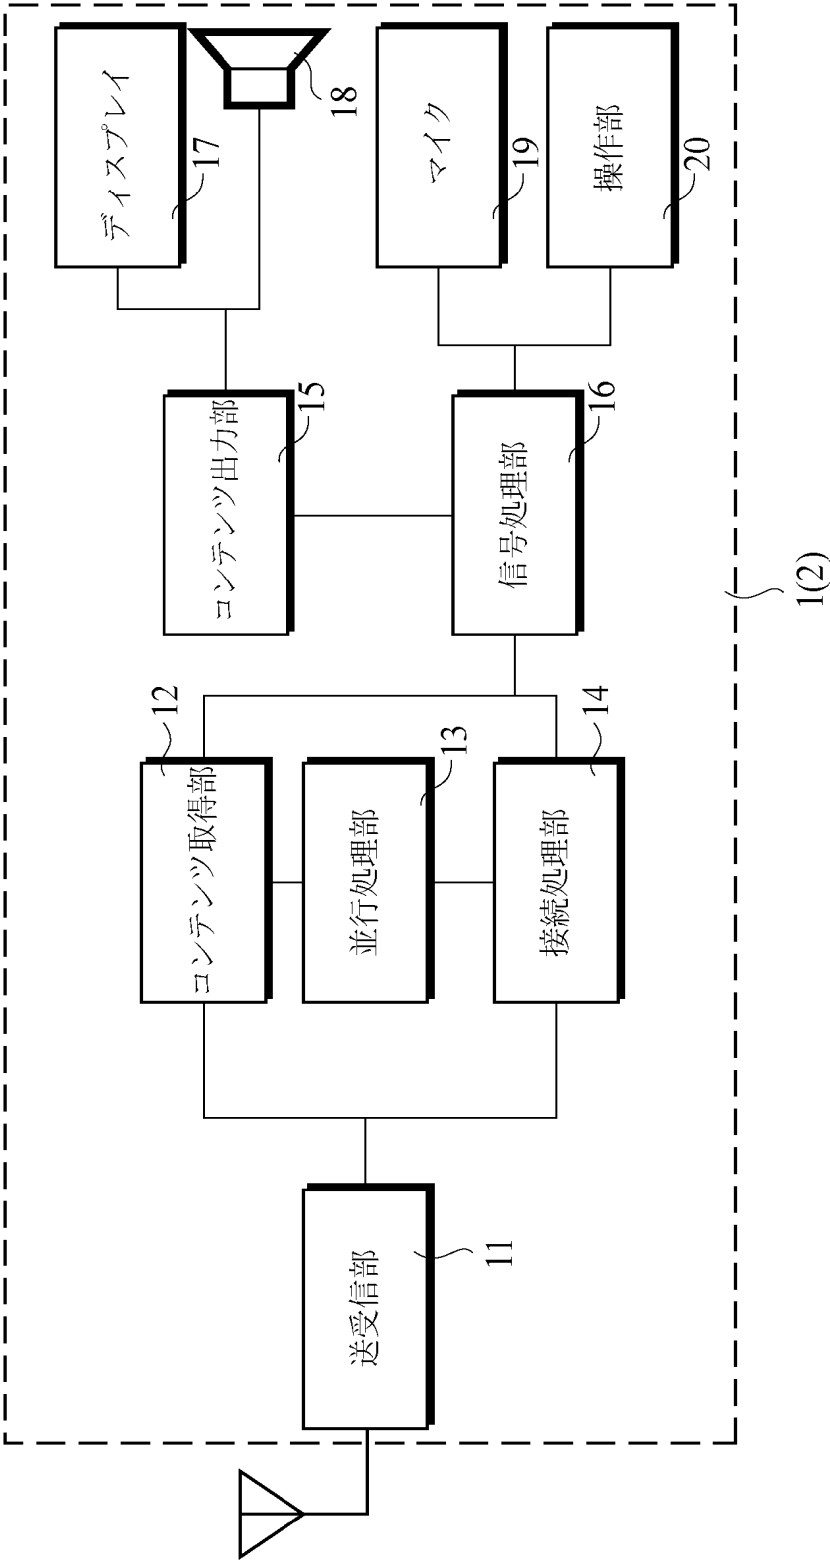 送受信部
11
コンテンツ取得部
12
並行処理部
13
接続処理部
14
コンテンツ出力部
15
信号処理部
16
ディスプレイ
17
18
マイク
19
操作部
20
1(2)